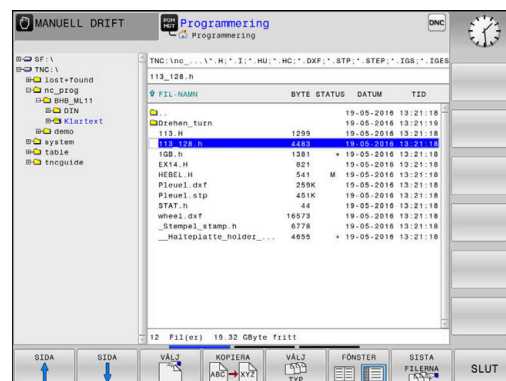 MANUELL DRIFT
PGM
MGT
Programmering
Programmering
DNC
SF:\
TNC:\
lost+found
nc_prog
BHB_ML11
DIN
Klartext
demo
system
table
tncguide
TNC:\nc_...\*.H;*.I;*.HU;*.HC;*.DXF;*.STP;*.STEP;*.IGS;*.IGES
113_128.h
FIL-NAMN BYTE STATUS DATUM TID
.. 19-05-2016 13:21:18
Drehen_turn 19-05-2016 13:21:19
113.H 1299 19-05-2016 13:21:18
113_128.h 4483 19-05-2016 13:21:18
1GB.h 1381 + 19-05-2016 13:21:18
EX14.H 821 19-05-2016 13:21:18
HEBEL.H 541 M 19-05-2016 13:21:18
Pleuel.dxf 259K 19-05-2016 13:21:18
Pleuel.stp 451K 19-05-2016 13:21:18
STAT.h 44 19-05-2016 13:21:18
wheel.dxf 16573 19-05-2016 13:21:18
_Stempel_stamp.h 6778 19-05-2016 13:21:18
__Halteplatte_holder_... 4655 + 19-05-2016 13:21:18
12 Fil(er) 19.32 GByte fritt
SIDA
SIDA
VÄLJ
KOPIERA
ABC XYZ
VÄLJ
TYP
FÖNSTER
SISTA
FILERNA
SLUT